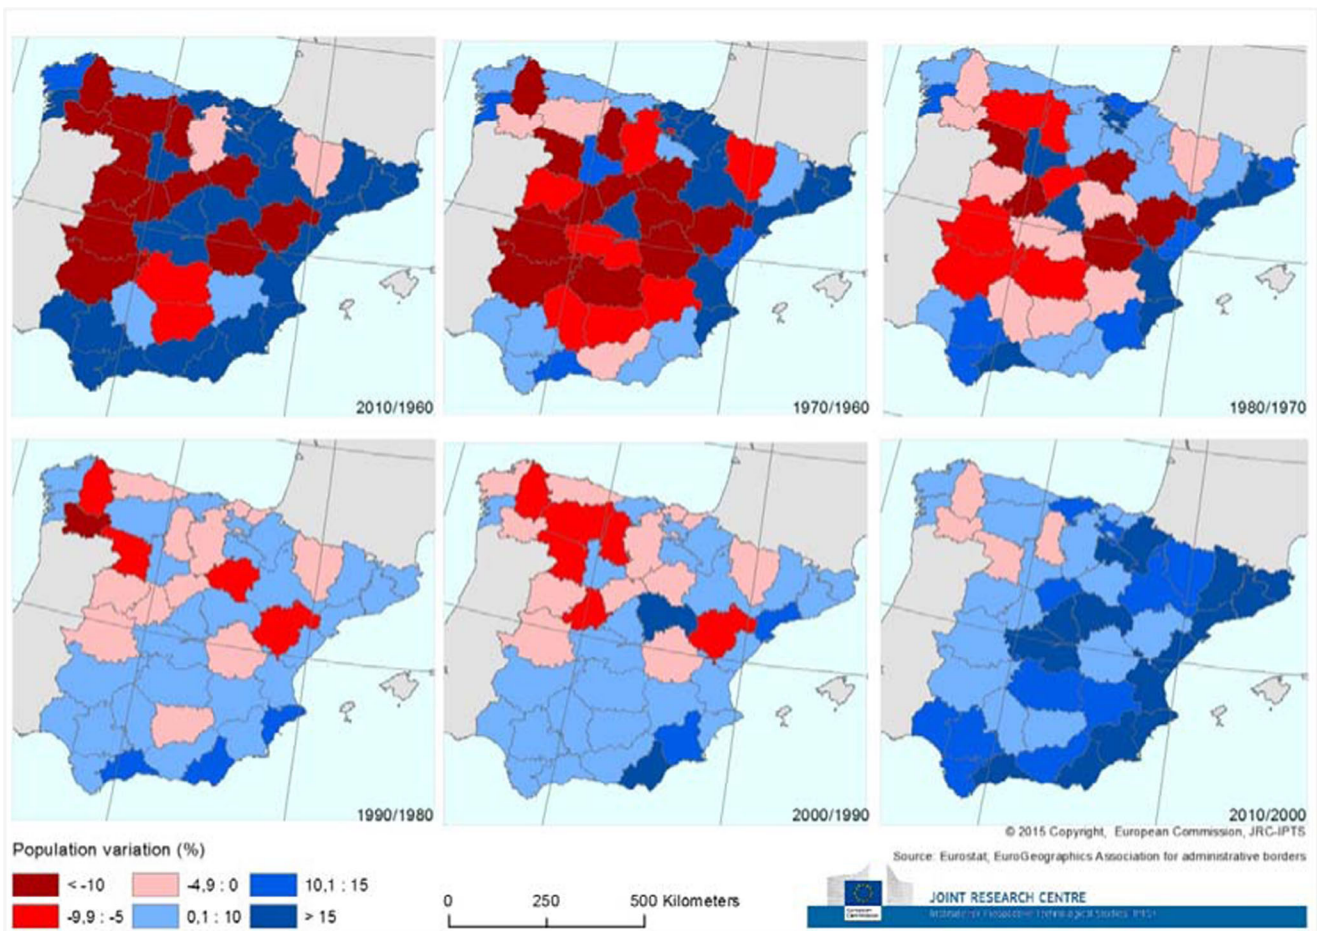 2010/1960
1970/1960
1980/1970
1990/1980
2000/1990
2010/2000
© 2015 Copyright, European Commission, JRC-IPTS
Source: Eurostat, EuroGeographics Association for administrative borders
Population variation (%)
< -10
-4,9 : 0
10,1 : 15
-9,9 : -5
0,1 : 10
> 15
0 250 500 Kilometers
European
Commission
JOINT RESEARCH CENTRE